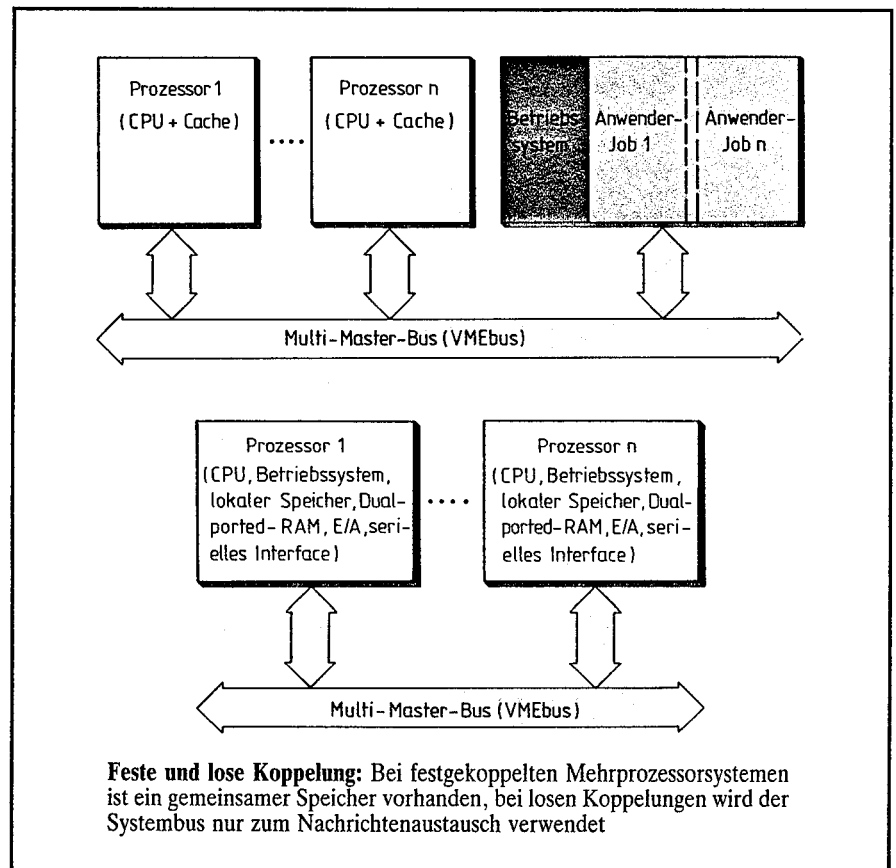 Prozessor 1
(CPU + Cache)
....
Prozessor n
(CPU + Cache)
Betriebs-
system
Anwender-
Job 1
Anwender-
Job n
Multi-Master-Bus (VMEbus)
Prozessor 1
(CPU, Betriebssystem,
lokaler Speicher, Dual-
ported-RAM, E/A, seri-
elles Interface)
....
Prozessor n
(CPU, Betriebssystem,
lokaler Speicher, Dual-
ported-RAM, E/A, seri-
elles Interface)
Multi-Master-Bus (VMEbus)
Feste und lose Koppelung: Bei festgekoppelten Mehrprozessorsystemen
ist ein gemeinsamer Speicher vorhanden, bei losen Koppelungen wird der
Systembus nur zum Nachrichtenaustausch verwendet